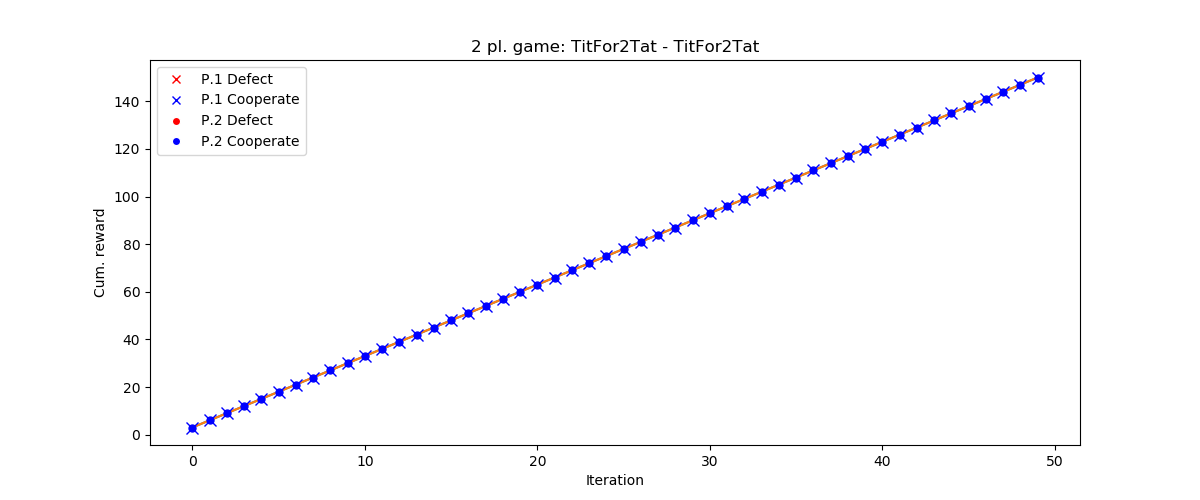 2 pl. game: TitFor2Tat - TitFor2Tat
P.1 Defect
P.1 Cooperate
P.2 Defect
P.2 Cooperate
Cum. reward
140
120
100
80
60
40
20
0
0 10 20 30 40 50
Iteration